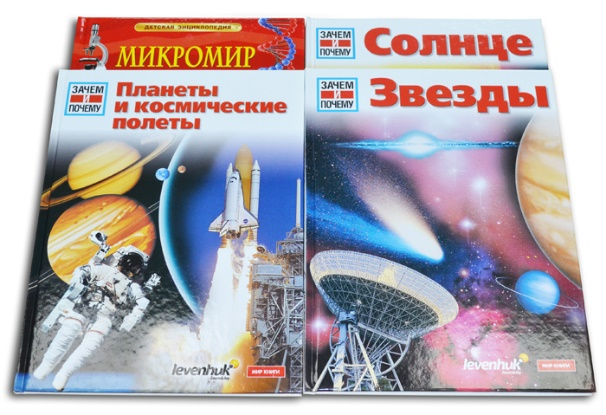 ДЕТСКАЯ ЭНЦИКЛОПЕДИЯ
МИКРОМИР
ЗАЧЕМ
И
ПОЧЕМУ
Солнце
ЗАЧЕМ
И
ПОЧЕМУ
Планеты
и космические
полеты
levenhuk
МИР КНИГИ
ЗАЧЕМ
И
ПОЧЕМУ
Звезды
levenhuk
МИР КНИГИ